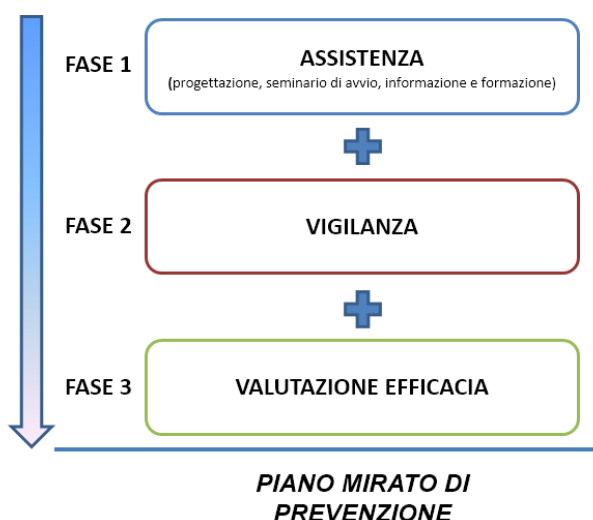 FASE 1
ASSISTENZA
(progettazione, seminario di avvio, informazione e formazione)
FASE 2
VIGILANZA
FASE 3
VALUTAZIONE EFFICACIA
PIANO MIRATO DI
PREVENZIONE